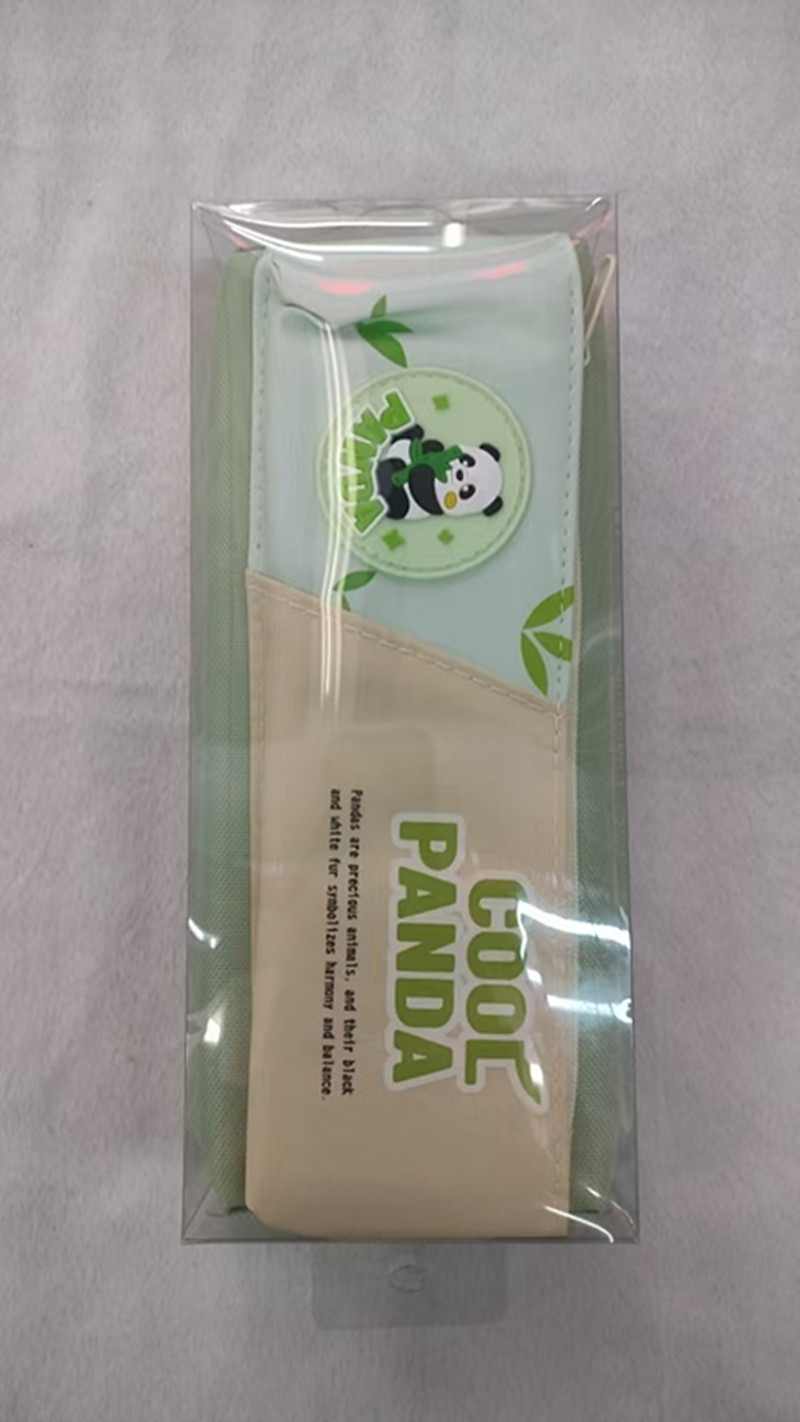 PANDA
COOL
PANDA
Pandas are precious animals, and their black
and white fur symbolizes harmony and balance.